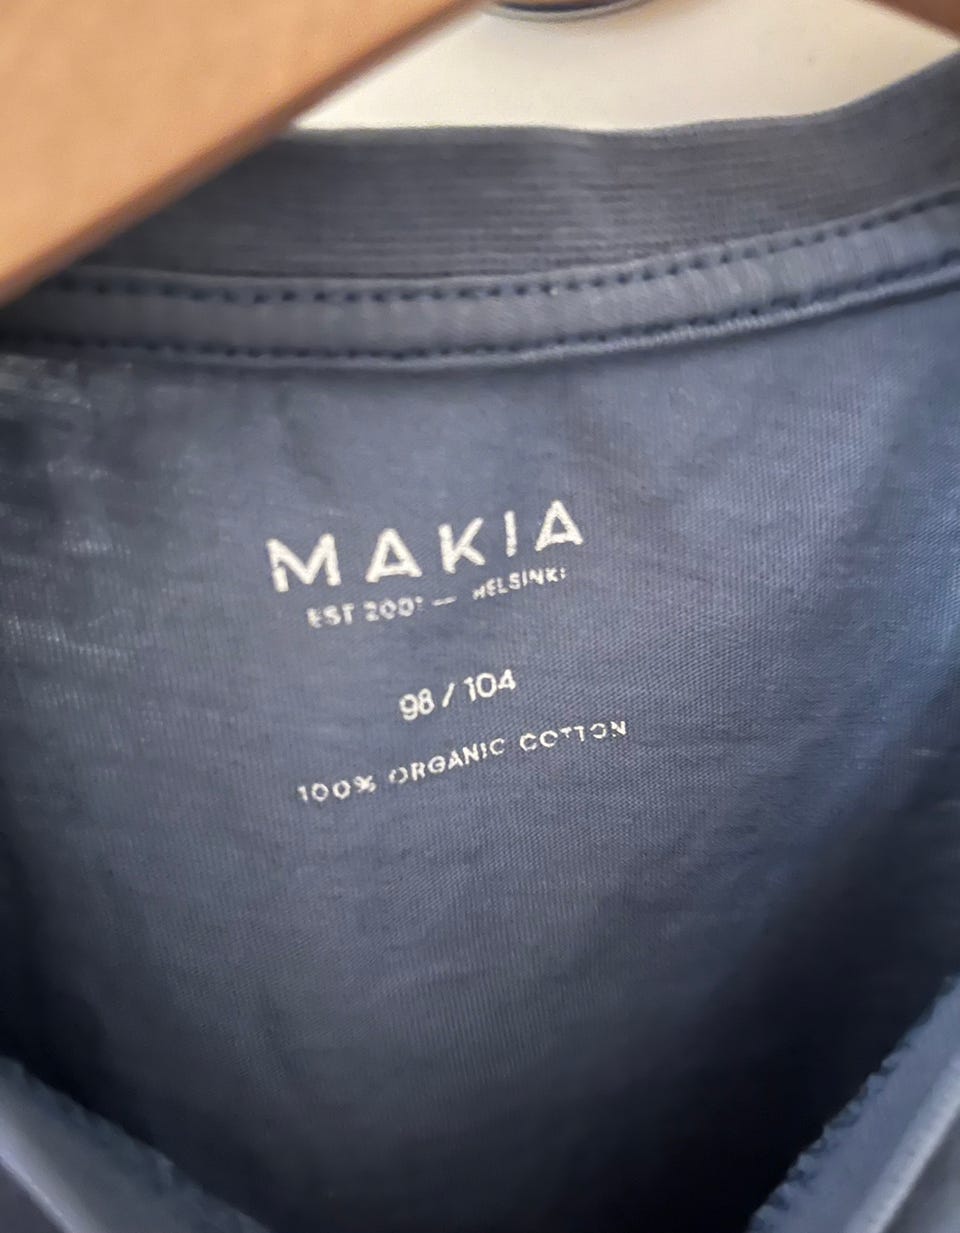 MAKIA
EST 2001 — HELSINKI
98 / 104
100% ORGANIC COTTON